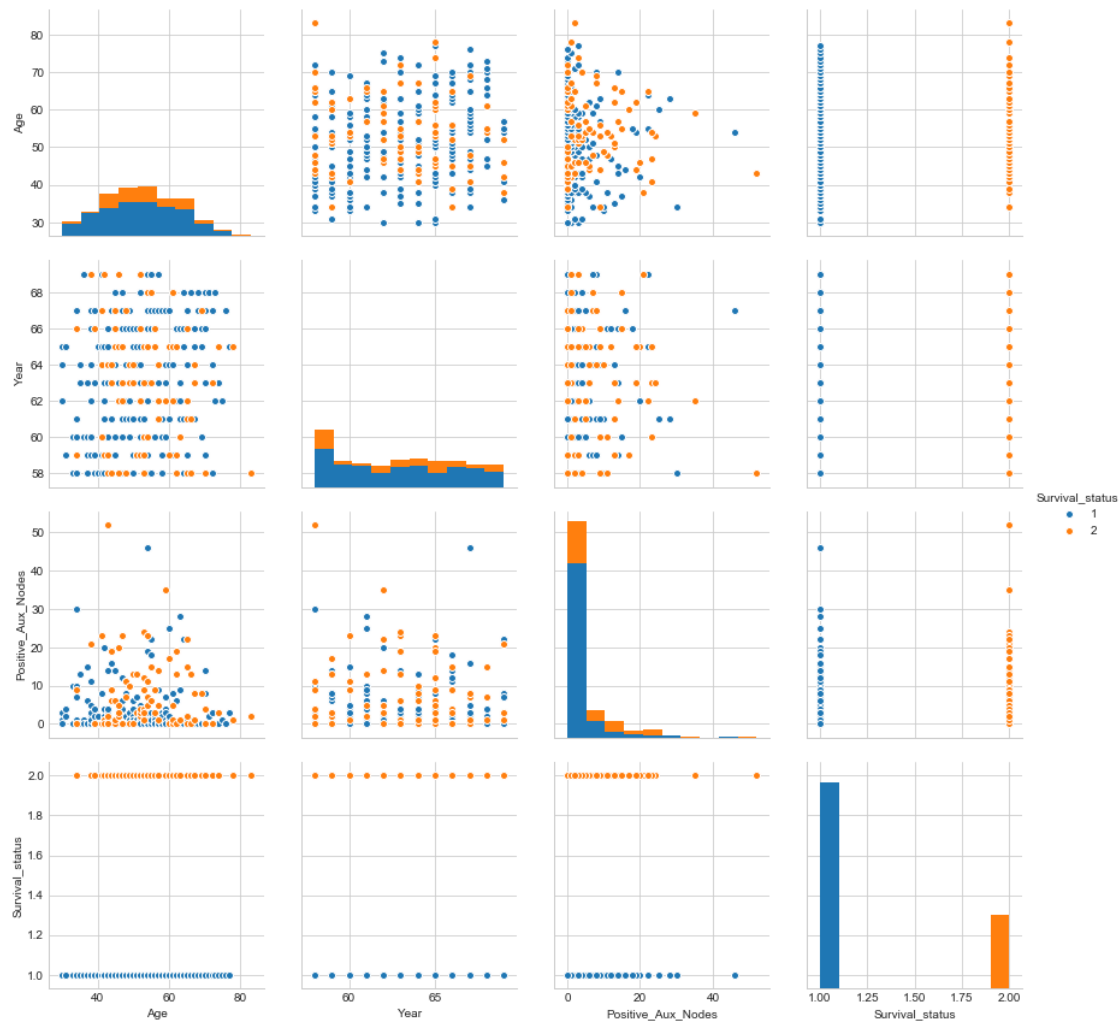 80
70
60
50
40
30
Age
68
66
64
62
60
58
Year
Survival_status
1
2
50
40
30
20
10
0
Positive_Aux_Nodes
2.0
1.8
1.6
1.4
1.2
1.0
Survival_status
40 60 80
60 65
0 20 40
1.00 1.25 1.50 1.75 2.00
Age
Year
Positive_Aux_Nodes
Survival_status